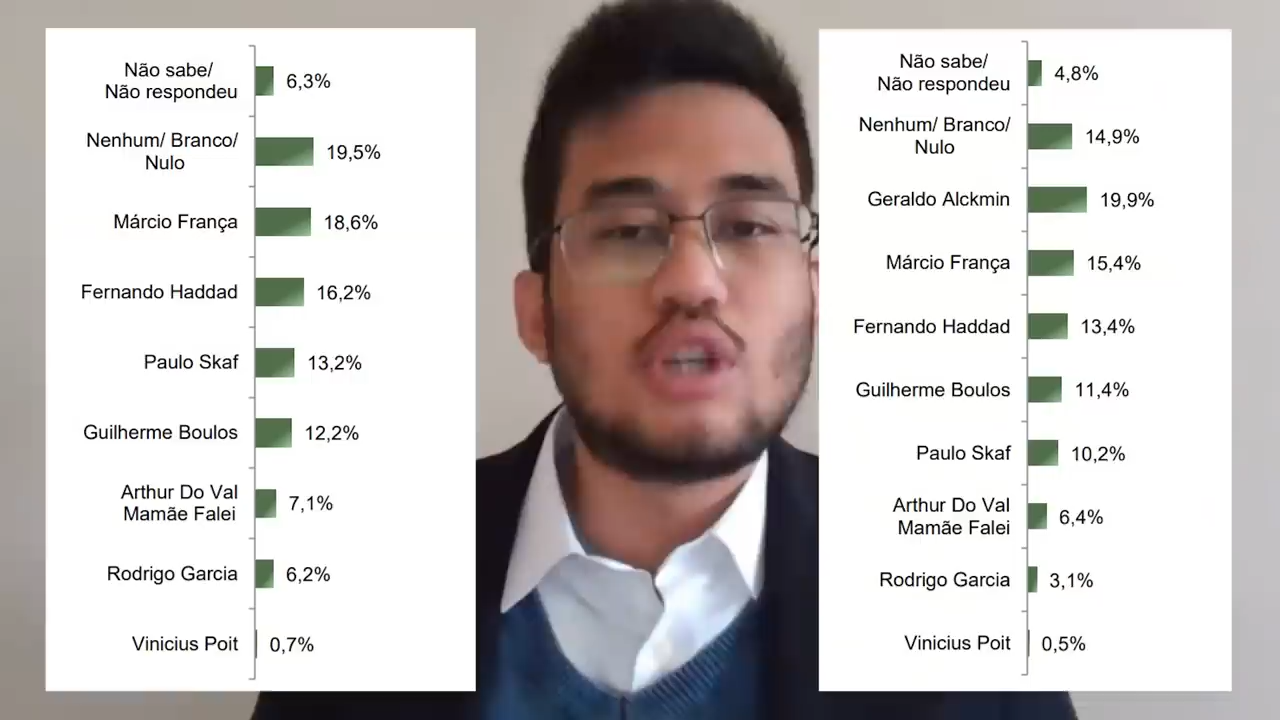 Não sabe/
Não respondeu
6,3%
Nenhum/ Branco/
Nulo
19,5%
Márcio França
18,6%
Fernando Haddad
16,2%
Paulo Skaf
13,2%
Guilherme Boulos
12,2%
Arthur Do Val
Mamãe Falei
7,1%
Rodrigo Garcia
6,2%
Vinicius Poit
0,7%
Não sabe/
Não respondeu
4,8%
Nenhum/ Branco/
Nulo
14,9%
Geraldo Alckmin
19,9%
Márcio França
15,4%
Fernando Haddad
13,4%
Guilherme Boulos
11,4%
Paulo Skaf
10,2%
Arthur Do Val
Mamãe Falei
6,4%
Rodrigo Garcia
3,1%
Vinicius Poit
0,5%